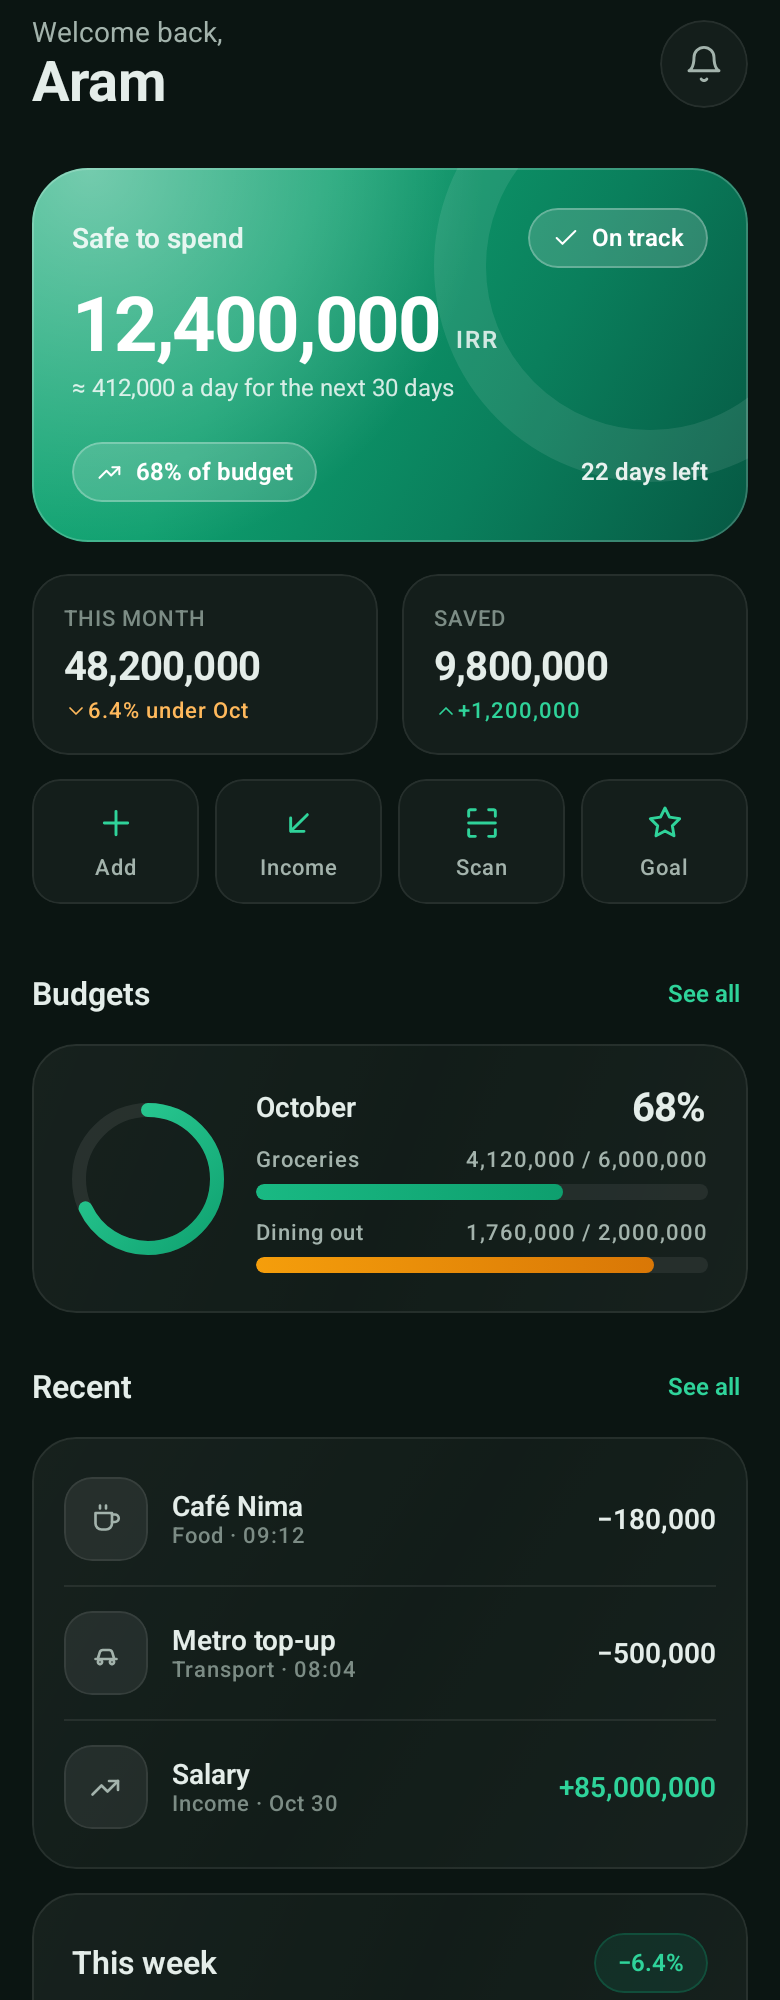 Welcome back,
Aram
Safe to spend
On track
12,400,000 IRR
≈ 412,000 a day for the next 30 days
68% of budget
22 days left
THIS MONTH
48,200,000
6.4% under Oct
SAVED
9,800,000
+1,200,000
Add
Income
Scan
Goal
Budgets
See all
October
68%
Groceries
4,120,000 / 6,000,000
Dining out
1,760,000 / 2,000,000
Recent
See all
Café Nima
Food · 09:12
−180,000
Metro top-up
Transport · 08:04
−500,000
Salary
Income · Oct 30
+85,000,000
This week
−6.4%